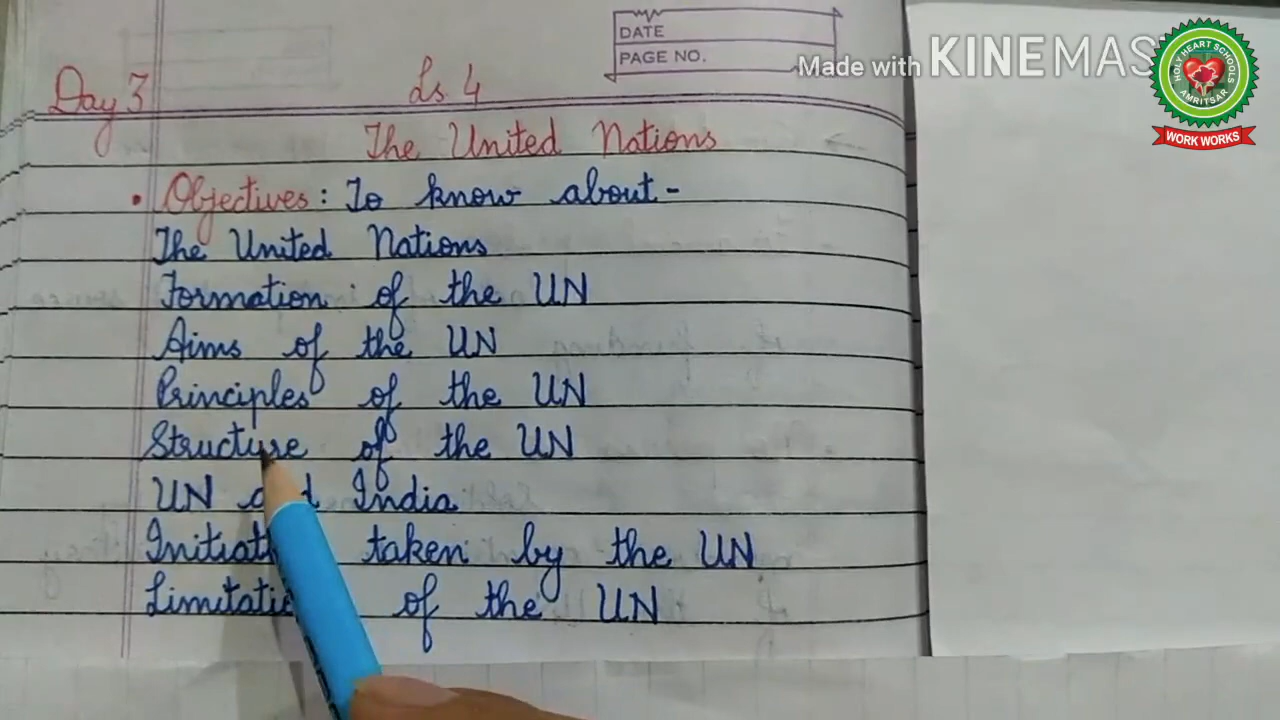 DATE
PAGE NO.
Made with KINEMAS
HOLY HEART SCHOOLS
AMRITSAR
WORK WORKS
Day 3 Ls 4
The United Nations
• Objectives : To know about-
The United Nations
Formation of the UN
Aims of the UN
Principles of the UN
Structure of the UN
UN and India
taken by the UN
of the UN